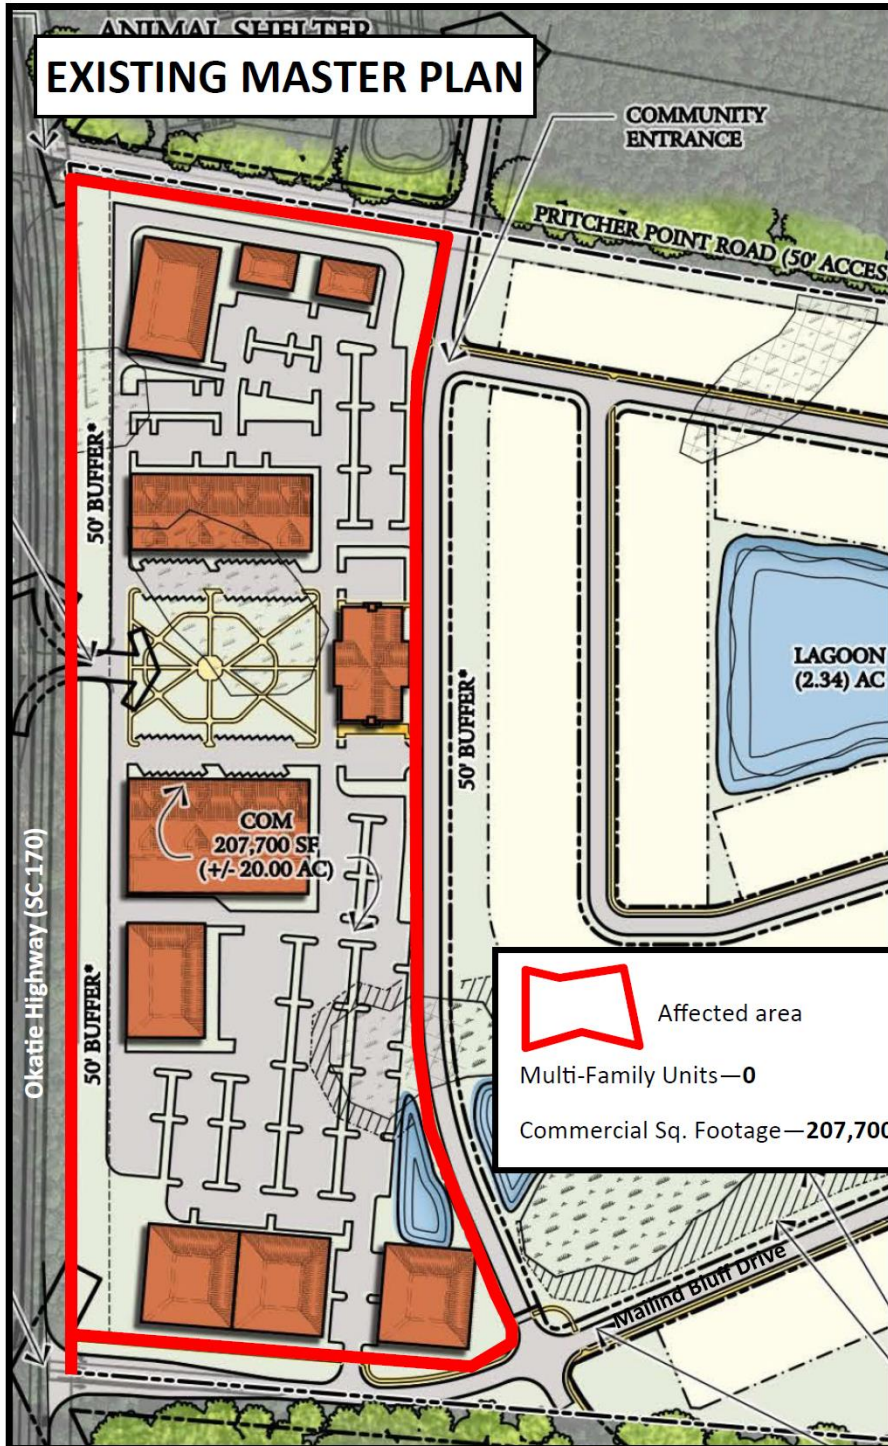 ANIMAL SHELTER
EXISTING MASTER PLAN
COMMUNITY
ENTRANCE
PRITCHER POINT ROAD (50' ACCES
50' BUFFER*
50' BUFFER*
LAGOON
(2.34) AC
COM
207,700 SF
(+/- 20.00 AC)
Okatie Highway (SC 170)
50' BUFFER*
Affected area
Multi-Family Units—0
Commercial Sq. Footage—207,700
Mallind Bluff Drive